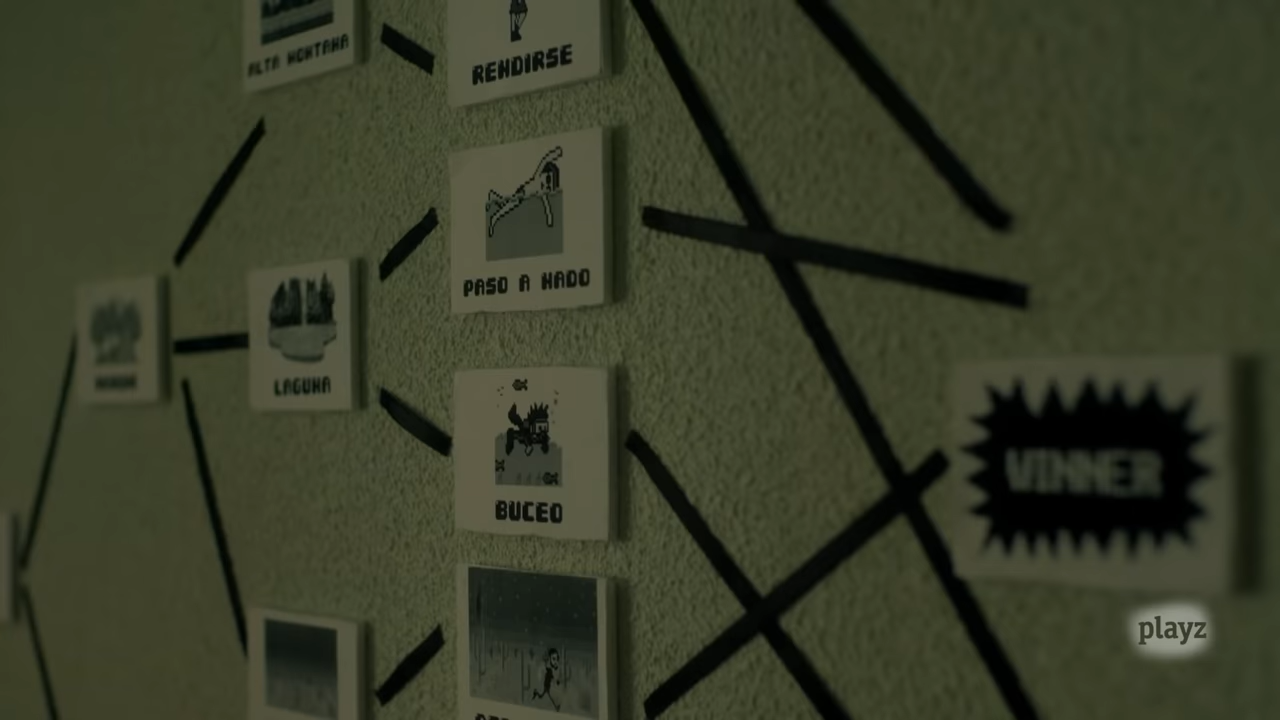 ALTA MONTAÑA
RENDIRSE
PASO A NADO
LAGUNA
BUCEO
WINNER
playz